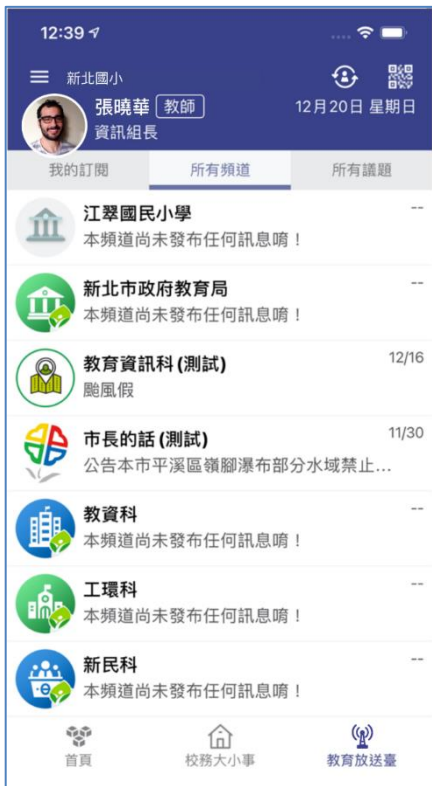 12:39
新北國小
張曉華 教師
12月20日 星期日
資訊組長
我的訂閱 所有頻道 所有議題
江翠國民小學 --
本頻道尚未發布任何訊息唷！
新北市政府教育局 --
本頻道尚未發布任何訊息唷！
教育資訊科(測試) 12/16
颱風假
市長的話(測試) 11/30
公告本市平溪區嶺腳瀑布部分水域禁止...
教資科 --
本頻道尚未發布任何訊息唷！
工環科 --
本頻道尚未發布任何訊息唷！
新民科 --
本頻道尚未發布任何訊息唷！
首頁 校務大小事 教育放送臺